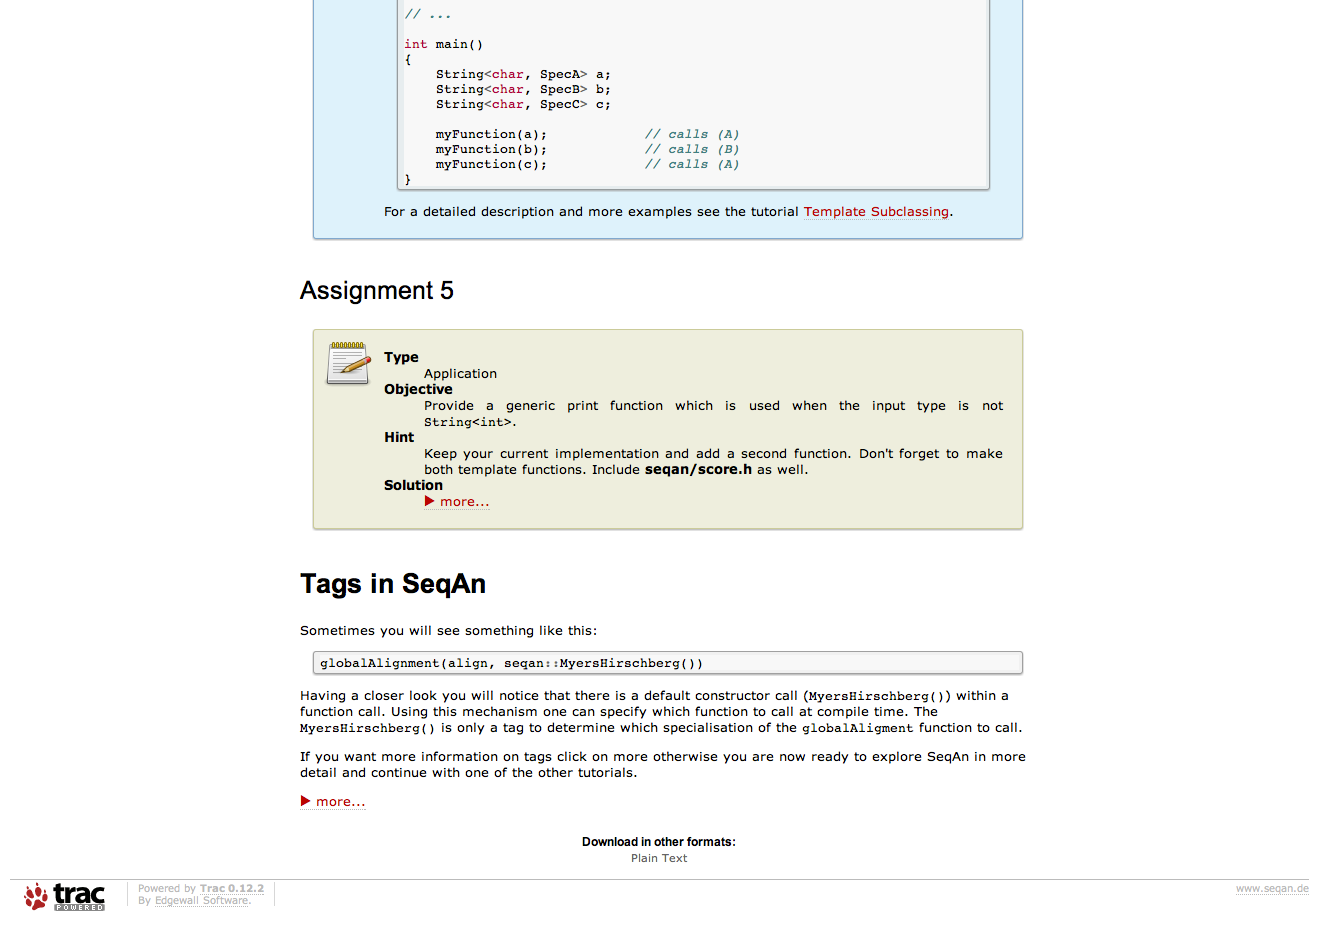 // ...
int main()
{
String<char, SpecA> a;
String<char, SpecB> b;
String<char, SpecC> c;
myFunction(a); // calls (A)
myFunction(b); // calls (B)
myFunction(c); // calls (A)
}
For a detailed description and more examples see the tutorial Template Subclassing.
Assignment 5
Type
Application
Objective
Provide a generic print function which is used when the input type is not
String<int>.
Hint
Keep your current implementation and add a second function. Don't forget to make
both template functions. Include seqan/score.h as well.
Solution
more...
Tags in SeqAn
Sometimes you will see something like this:
globalAlignment(align, seqan::MyersHirschberg())
Having a closer look you will notice that there is a default constructor call (MyersHirschberg()) within a
function call. Using this mechanism one can specify which function to call at compile time. The
MyersHirschberg() is only a tag to determine which specialisation of the globalAligment function to call.
If you want more information on tags click on more otherwise you are now ready to explore SeqAn in more
detail and continue with one of the other tutorials.
more...
Download in other formats:
Plain Text
trac
POWERED
Powered by Trac 0.12.2
By Edgewall Software.
www.seqan.de